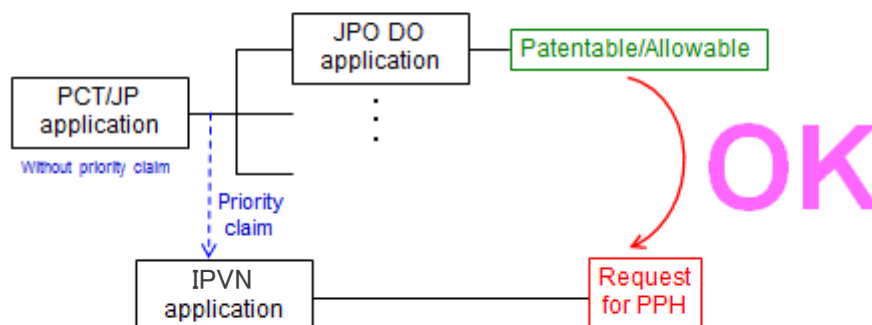 JPO DO
application
Patentable/Allowable
PCT/JP
application
Without priority claim
OK
Priority
claim
IPVN
application
Request
for PPH